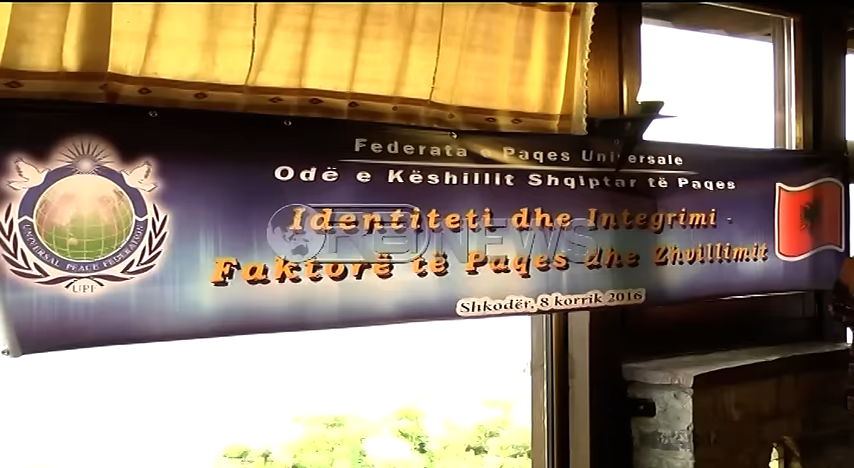 Federata e Paqes Universale
Odë e Këshillit Shqiptar të Paqes
Identiteti dhe Integrimi -
Faktorë të Paqes dhe Zhvillimit
Shkodër, 8 korrik 2016
UNIVERSAL PEACE FEDERATION
UPF
NEWS